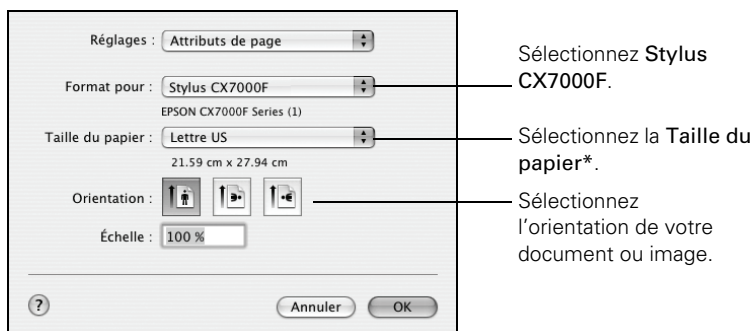 Réglages : Attributs de page
Format pour : Stylus CX7000F
EPSON CX7000F Series (1)
Taille du papier : Lettre US
21.59 cm x 27.94 cm
Orientation :
Échelle : 100 %
?
Annuler
OK
Sélectionnez Stylus
CX7000F.
Sélectionnez la Taille du
papier*.
Sélectionnez
l'orientation de votre
document ou image.